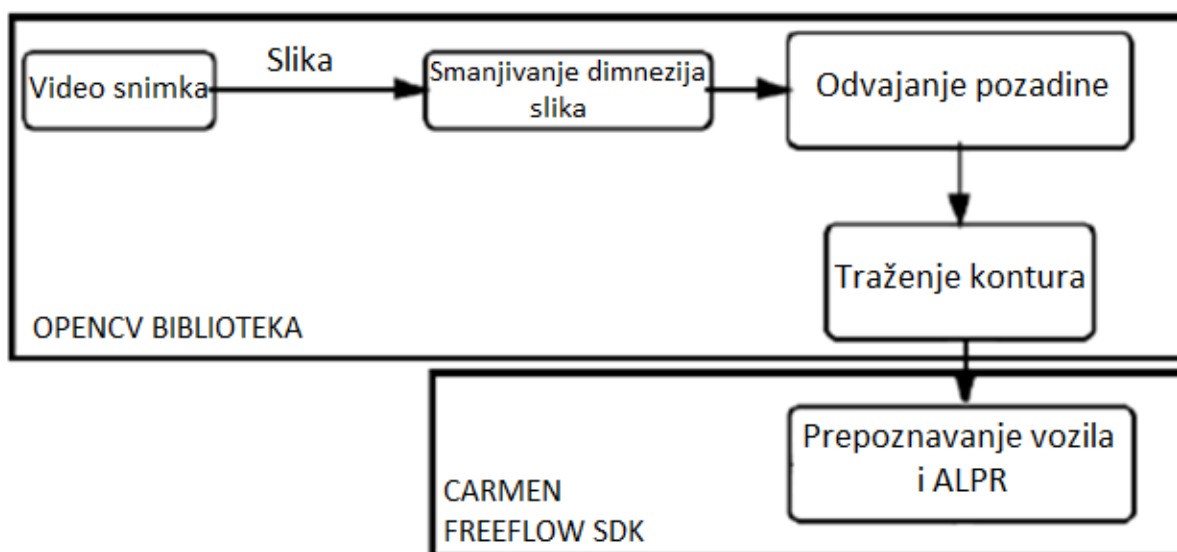 Video snimka
Slika
Smanjivanje dimnezija
slika
Odvajanje pozadine
Traženje kontura
OPENCV BIBLIOTEKA
Prepoznavanje vozila
i ALPR
CARMEN
FREEFLOW SDK